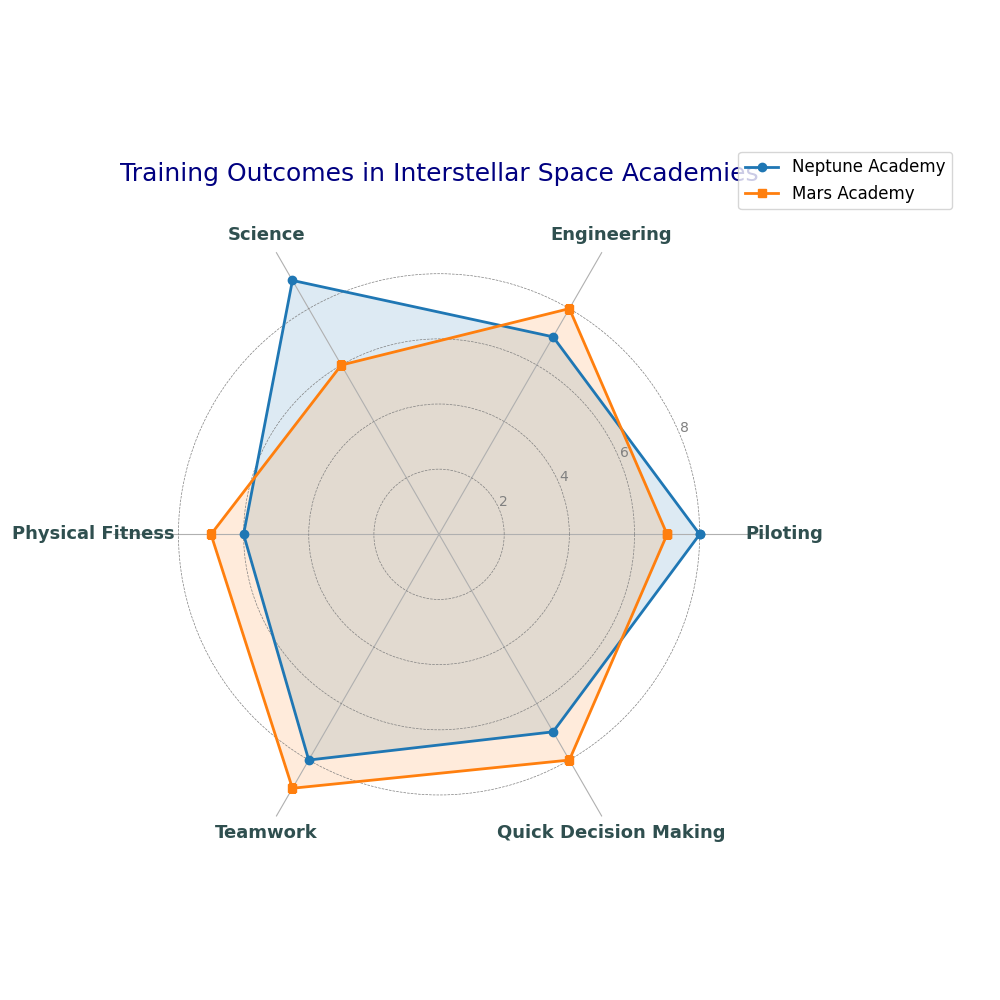 Training Outcomes in Interstellar Space Academies
Neptune Academy
Mars Academy
Science
Engineering
8
6
4
2
Physical Fitness
Piloting
Teamwork
Quick Decision Making